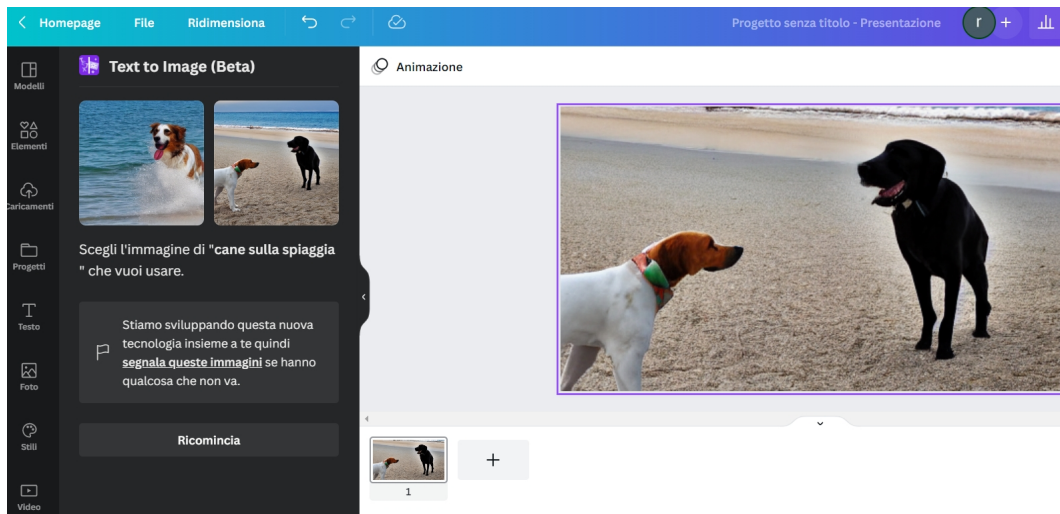 Homepage File Ridimensiona Progetto senza titolo - Presentazione r +
Text to Image (Beta)
Animazione
Modelli
Elementi
Caricamenti
Progetti
Testo
Foto
Stili
Video
Scegli l'immagine di "cane sulla spiaggia
" che vuoi usare.
Stiamo sviluppando questa nuova
tecnologia insieme a te quindi
segnala queste immagini se hanno
qualcosa che non va.
Ricomincia
+
1